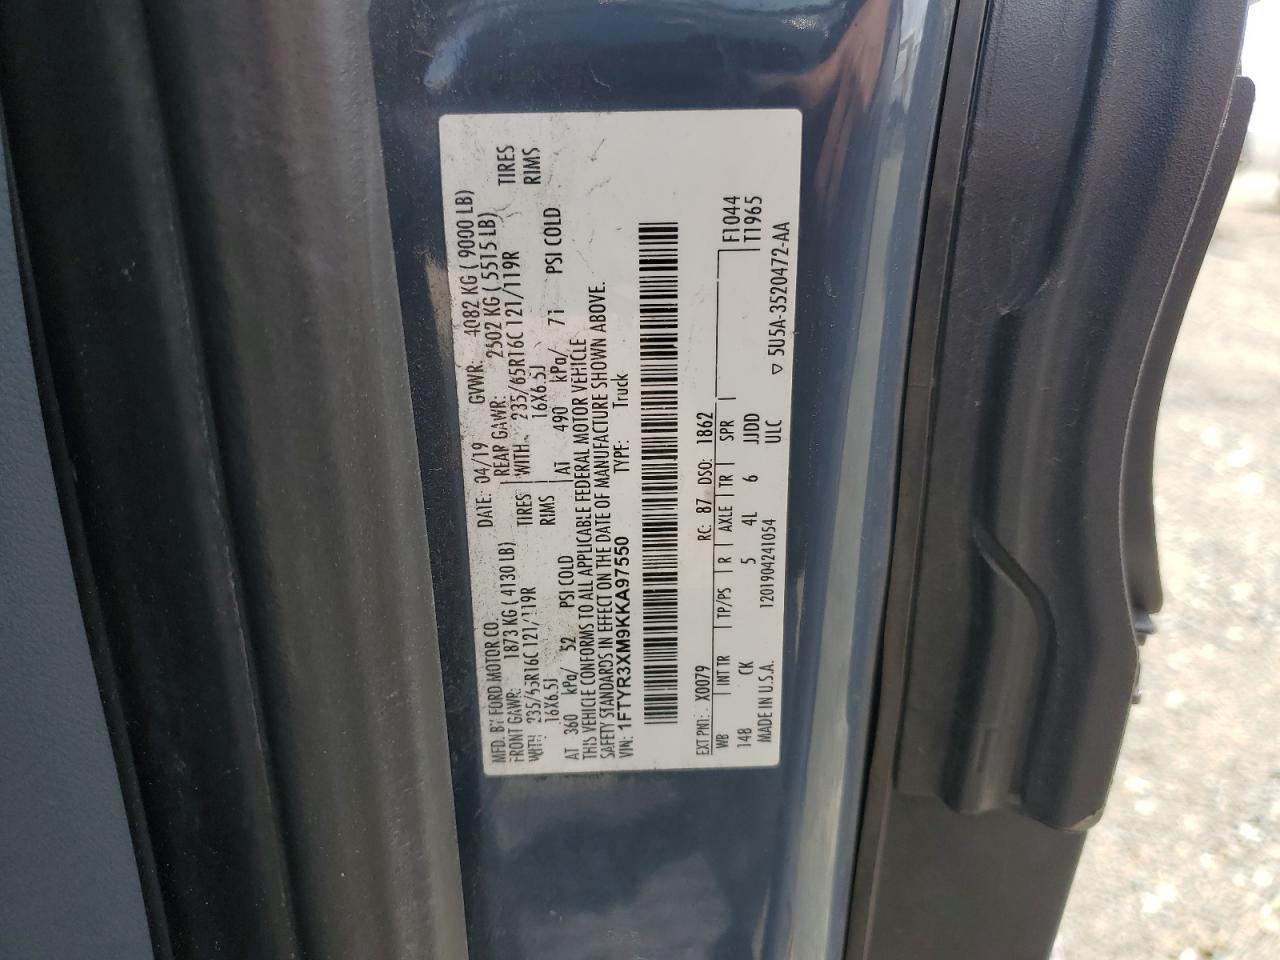 MFD. BY FORD MOTOR CO.
DATE: 04/19 GVWR: 4082 KG ( 9000 LB)
FRONT GAWR: 1873 KG ( 4130 LB) REAR GAWR: 2502 KG ( 5515 LB)
WITH 235/65R16C 121/119R TIRES WITH 235/65R16C 121/119R TIRES
16X6.5J RIMS 16X6.5J RIMS
AT 360 kPa/ 52 PSI COLD AT 490 kPa/ 71 PSI COLD
THIS VEHICLE CONFORMS TO ALL APPLICABLE FEDERAL MOTOR VEHICLE
SAFETY STANDARDS IN EFFECT ON THE DATE OF MANUFACTURE SHOWN ABOVE.
VIN: 1FTYR3XM9KKA97550 TYPE: Truck
EXT PNT: X0079 RC: 87 DSO: 1862 F1044
WB INT TR TP/PS R AXLE TR SPR T1965
148 CK 5 4L 6 JJDD
MADE IN U.S.A. 1201904241054 ULC ▽ 5U5A-3520472-AA